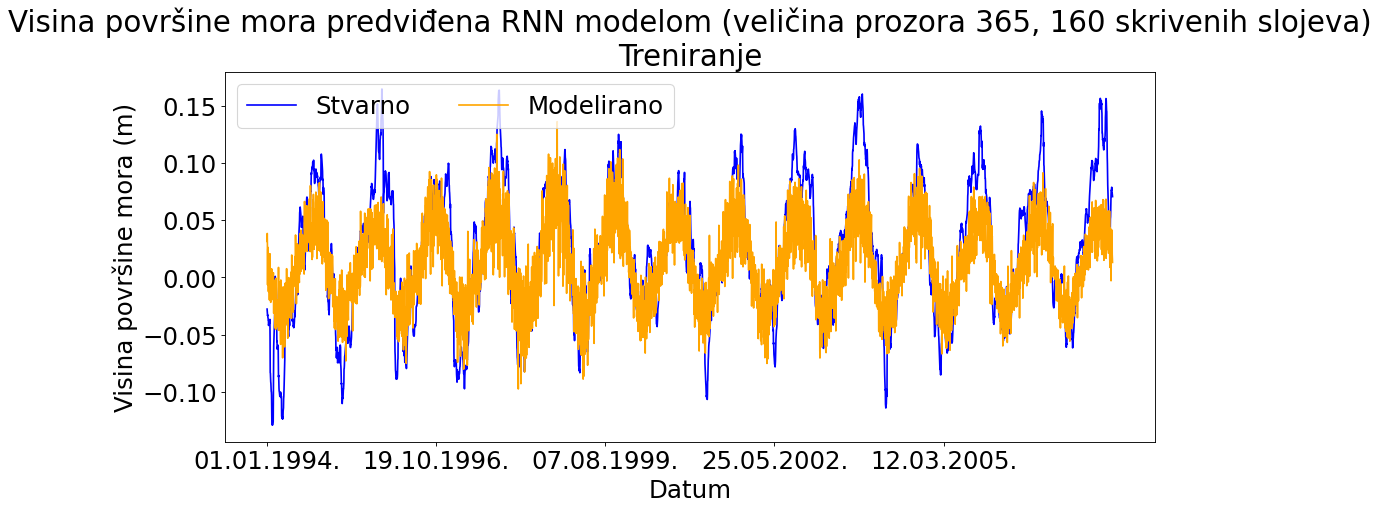 Visina površine mora predviđena RNN modelom (veličina prozora 365, 160 skrivenih slojeva)
Treniranje
Stvarno Modelirano
Visina površine mora (m)
0.15
0.10
0.05
0.00
−0.05
−0.10
01.01.1994. 19.10.1996. 07.08.1999. 25.05.2002. 12.03.2005.
Datum